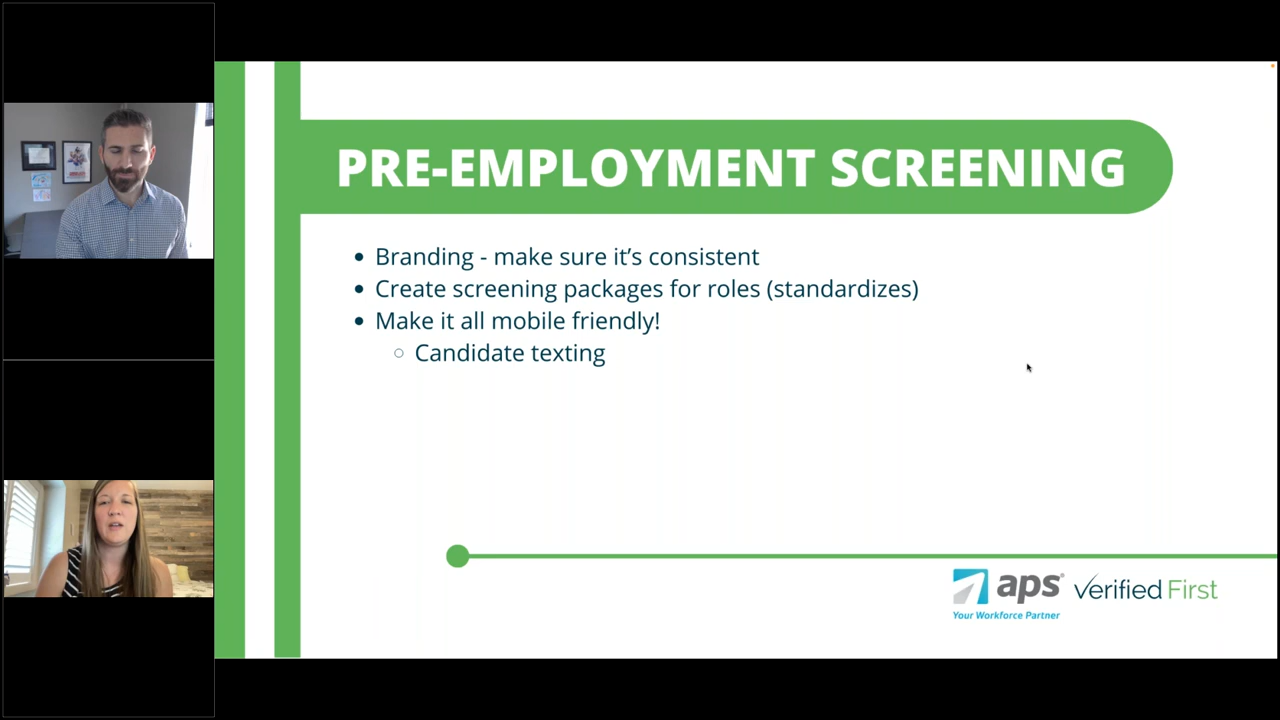 PRE-EMPLOYMENT SCREENING
Branding - make sure it's consistent
Create screening packages for roles (standardizes)
Make it all mobile friendly!
Candidate texting
aps®
Your Workforce Partner
Verified First